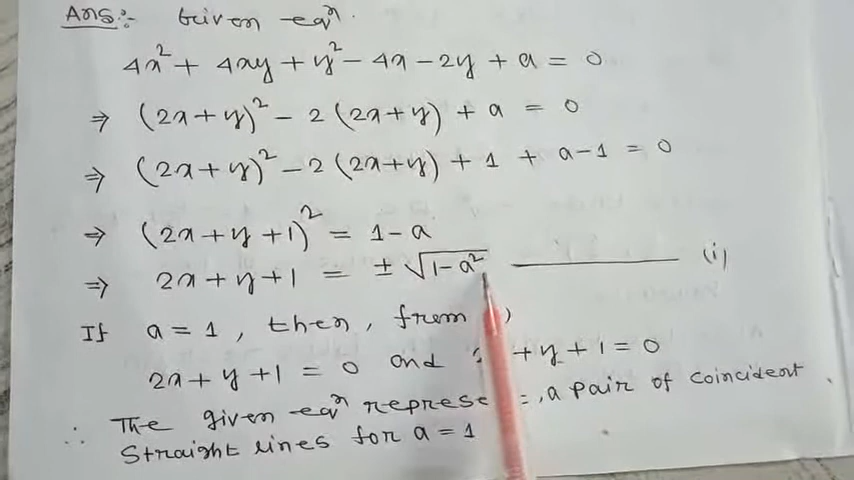 Ans:- Given eqⁿ.
4x² + 4xy + y² - 4x - 2y + a = 0
⇒ (2x + y)² - 2 (2x + y) + a = 0
⇒ (2x + y)² - 2 (2x + y) + 1 + a - 1 = 0
⇒ (2x + y + 1)² = 1 - a
⇒ 2x + y + 1 = ± √(1 - a²) ——— (i)
If a = 1, then, from )
2x + y + 1 = 0 and + y + 1 = 0
∴ The given eqⁿ a pair of coincident
straight lines for a = 1